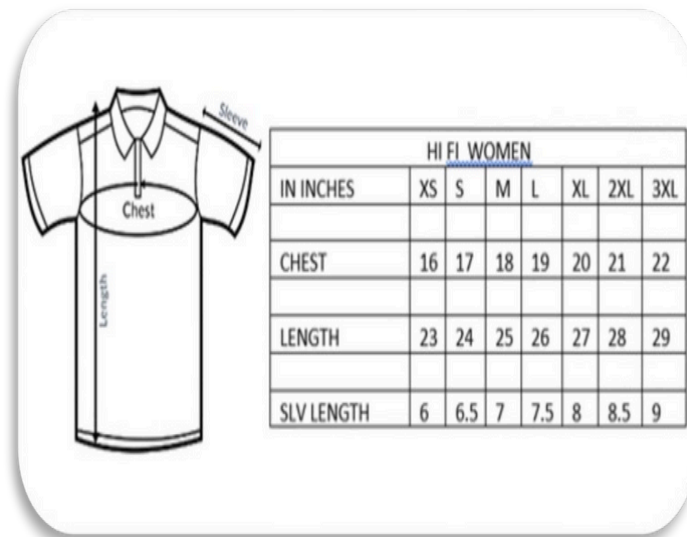 Sleeve
Chest
Length
HI FI WOMEN
IN INCHES XS S M L XL 2XL 3XL
CHEST 16 17 18 19 20 21 22
LENGTH 23 24 25 26 27 28 29
SLV LENGTH 6 6.5 7 7.5 8 8.5 9